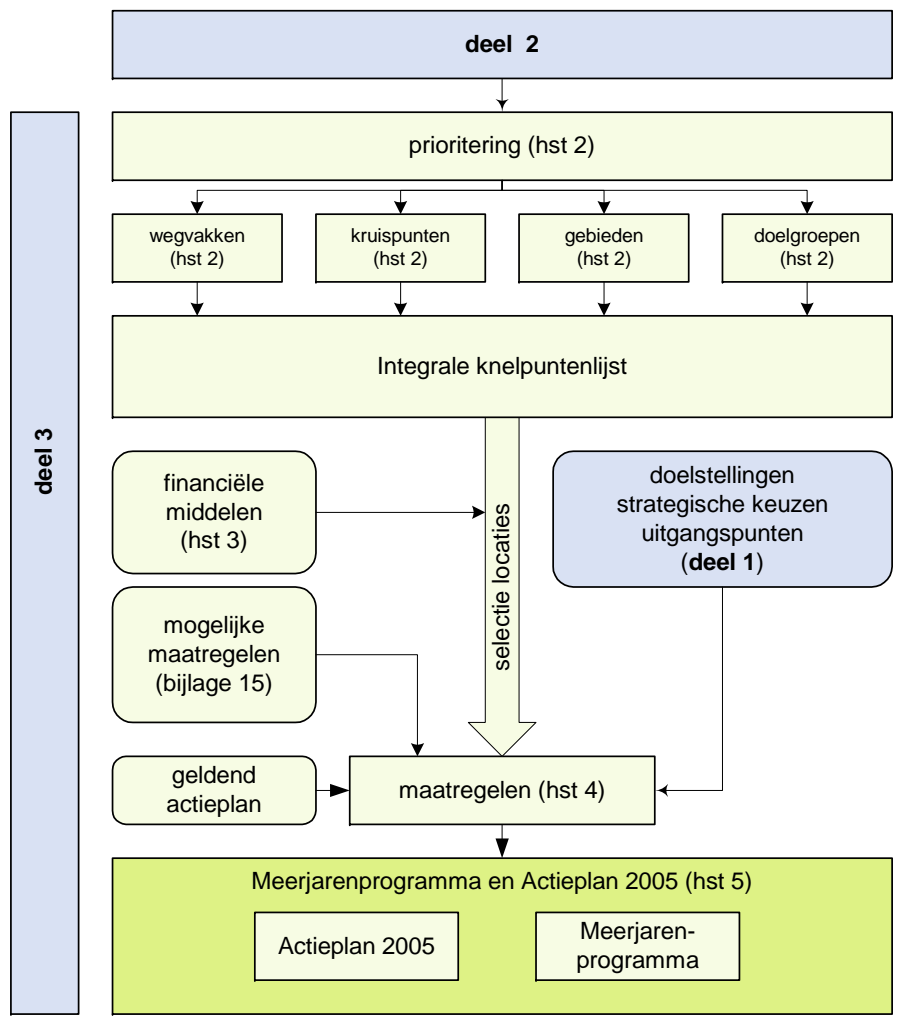 deel 2
deel 3
prioritering (hst 2)
wegvakken
(hst 2)
kruispunten
(hst 2)
gebieden
(hst 2)
doelgroepen
(hst 2)
Integrale knelpuntenlijst
financiële
middelen
(hst 3)
selectie locaties
doelstellingen
strategische keuzen
uitgangspunten
(deel 1)
mogelijke
maatregelen
(bijlage 15)
geldend
actieplan
maatregelen (hst 4)
Meerjarenprogramma en Actieplan 2005 (hst 5)
Actieplan 2005
Meerjaren-
programma